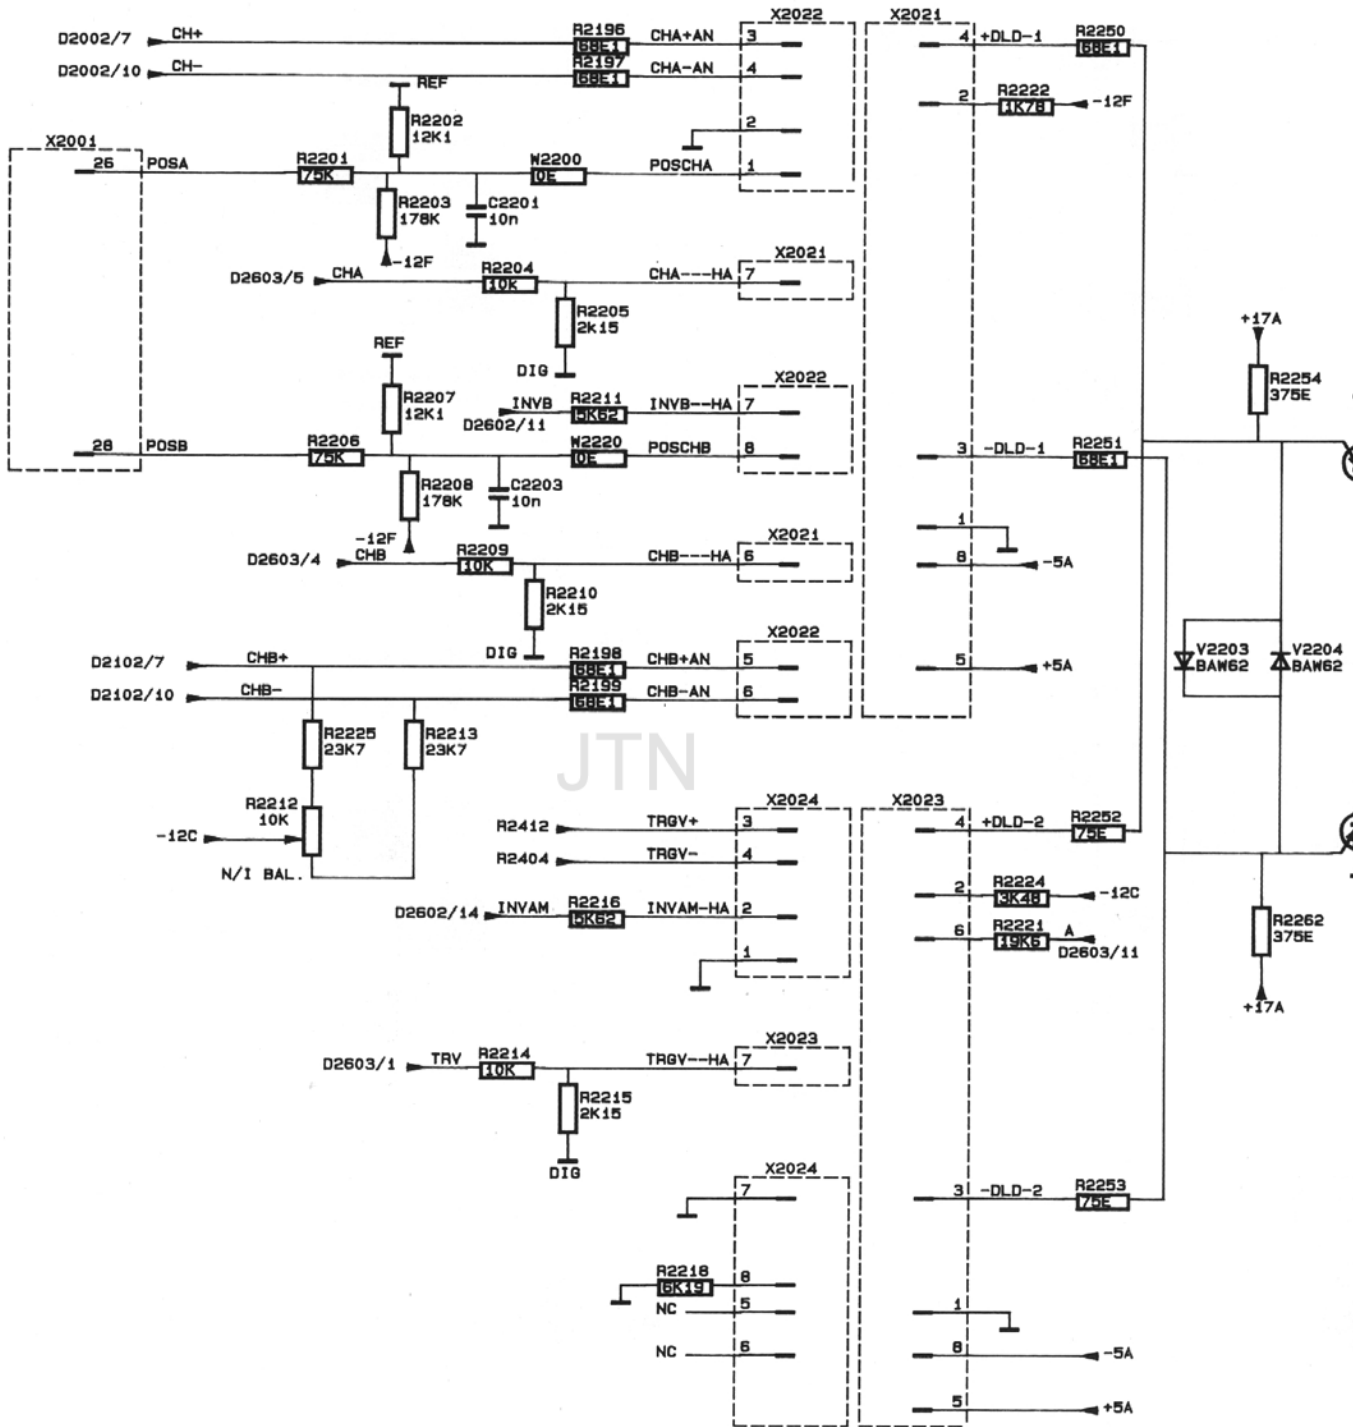 X2022
X2021
D2002/7
CH+
R2196
68E1
CHA+AN
3
4
+DLD-1
R2250
68E1
D2002/10
CH-
R2197
68E1
CHA-AN
4
REF
2
R2222
1K78
-12F
R2202
12K1
2
X2001
26
POSA
R2201
75K
W2200
0E
POSCHA
1
R2203
178K
C2201
10n
-12F
X2021
D2603/5
CHA
R2204
10K
CHA---HA
7
R2205
2K15
+17A
REF
DIG
X2022
R2254
375E
R2207
12K1
INVB
D2602/11
R2211
5K62
INVB--HA
7
28
POSB
R2206
75K
W2220
0E
POSCHB
8
3
-DLD-1
R2251
68E1
R2208
178K
C2203
10n
-12F
1
X2021
D2603/4
CHB
R2209
10K
CHB---HA
6
8
-5A
R2210
2K15
DIG
X2022
D2102/7
CHB+
R2198
68E1
CHB+AN
5
5
+5A
V2203
BAW62
V2204
BAW62
D2102/10
CHB-
R2199
68E1
CHB-AN
6
R2225
23K7
R2213
23K7
JTN
R2212
10K
X2024
X2023
-12C
R2412
TRGV+
3
4
+DLD-2
R2252
75E
R2404
TRGV-
4
N/I BAL.
2
R2224
3K48
-12C
D2602/14
INVAM
R2216
5K62
INVAM-HA
2
6
R2221
19K6
A
D2603/11
R2262
375E
1
+17A
X2023
D2603/1
TRV
R2214
10K
TRGV--HA
7
R2215
2K15
DIG
X2024
7
3
-DLD-2
R2253
75E
R2218
6K19
8
NC
5
1
NC
6
8
-5A
5
+5A